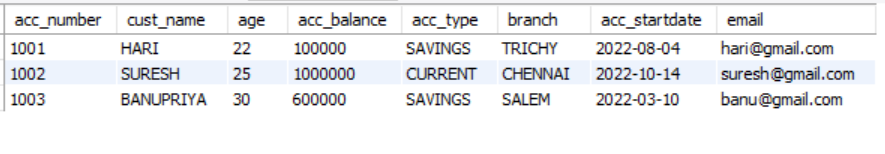 acc_number cust_name age acc_balance acc_type branch acc_startdate email
1001 HARI 22 100000 SAVINGS TRICHY 2022-08-04 hari@gmail.com
1002 SURESH 25 1000000 CURRENT CHENNAI 2022-10-14 suresh@gmail.com
1003 BANUPRIYA 30 600000 SAVINGS SALEM 2022-03-10 banu@gmail.com